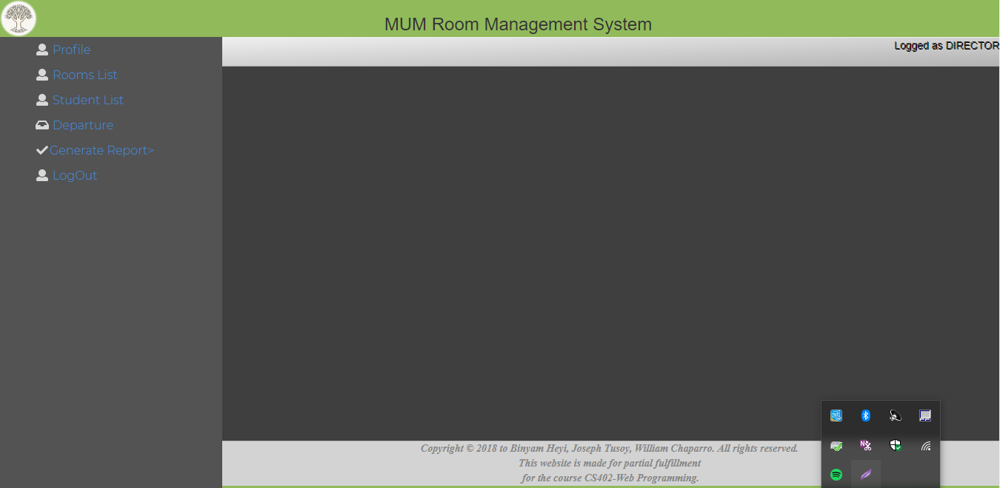 MUM Room Management System
Logged as DIRECTOR
Profile
Rooms List
Student List
Departure
Generate Report>
LogOut
Copyright © 2018 to Binyam Heyi, Joseph Tusoy, William Chaparro. All rights reserved.
This website is made for partial fulfillment
for the course CS402-Web Programming.
N